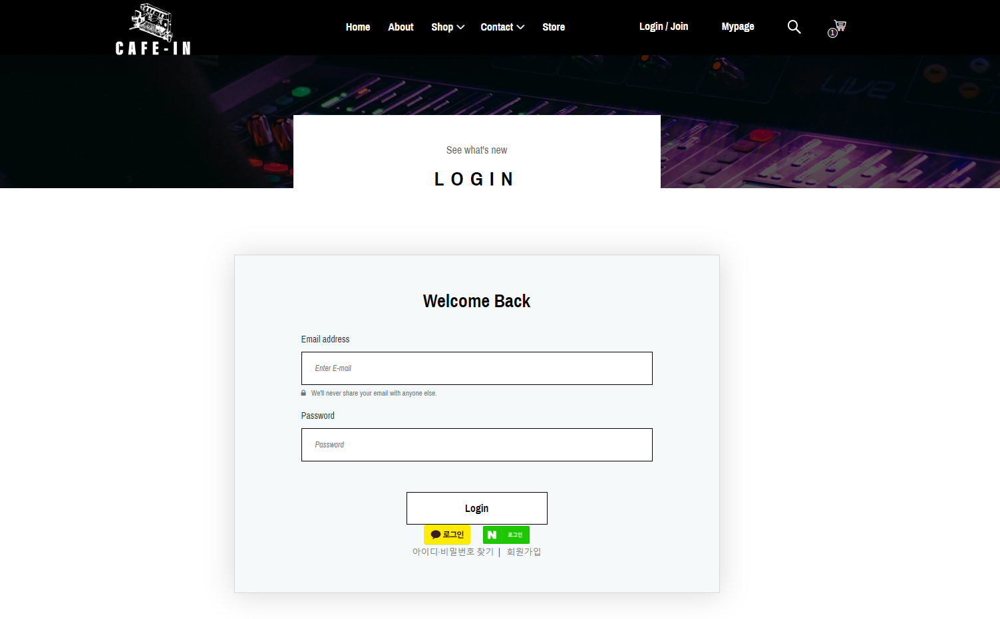 CAFE-IN
Home About Shop Contact Store Login / Join Mypage 1
LIVE
See what's new
LOGIN
Welcome Back
Email address
Enter E-mail
We'll never share your email with anyone else.
Password
Password
Login
로그인 N 로그인
아이디·비밀번호 찾기 | 회원가입